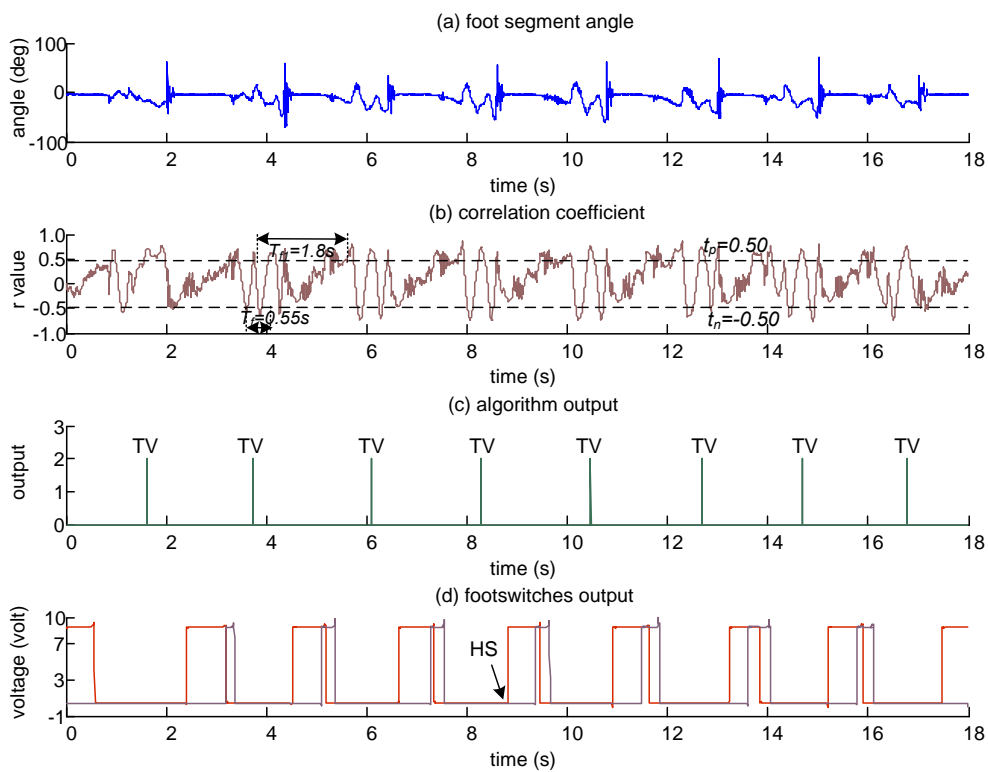 (a) foot segment angle
angle (deg)
100
0
-100
0 2 4 6 8 10 12 14 16 18
time (s)
(b) correlation coefficient
r value
1.0
0.5
0
-0.5
-1.0
t_p=0.50
t_n=-0.50
T_f=0.55s
0 2 4 6 8 10 12 14 16 18
time (s)
(c) algorithm output
output
3
2
1
0
TV TV TV TV TV TV TV TV
0 2 4 6 8 10 12 14 16 18
time (s)
(d) footswitches output
voltage (volt)
10
7
3
-1
HS
0 2 4 6 8 10 12 14 16 18
time (s)